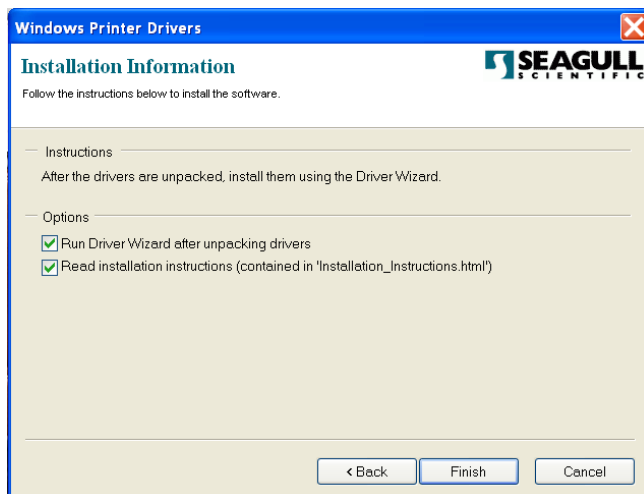 Windows Printer Drivers
Installation Information
SEAGULL
SCIENTIFIC
Follow the instructions below to install the software.
Instructions
After the drivers are unpacked, install them using the Driver Wizard.
Options
Run Driver Wizard after unpacking drivers
Read installation instructions (contained in 'Installation_Instructions.html')
< Back
Finish
Cancel